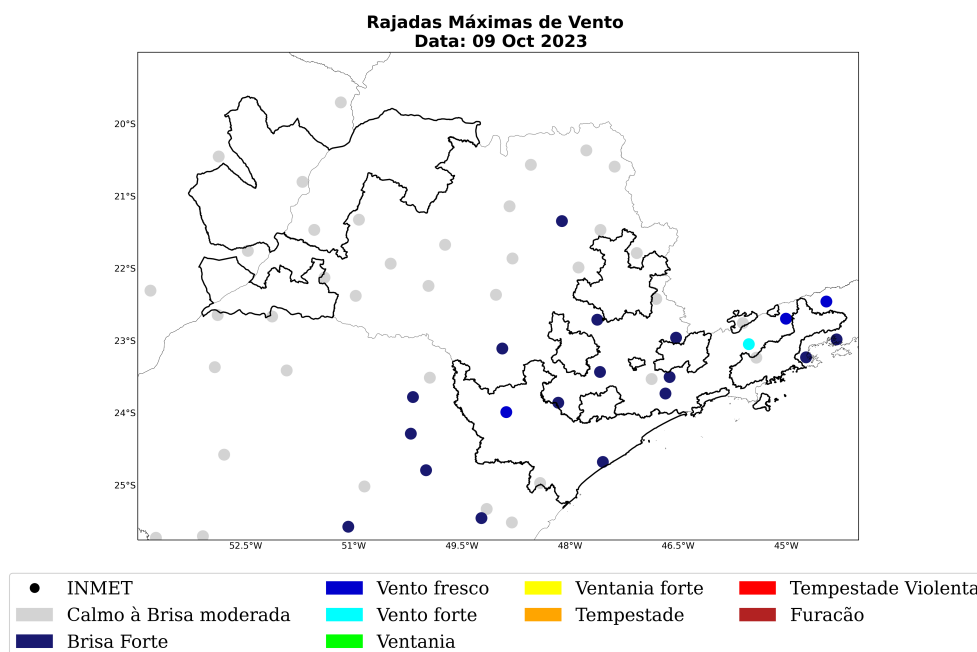 Rajadas Máximas de Vento
Data: 09 Oct 2023
20°S
21°S
22°S
23°S
24°S
25°S
52.5°W 51°W 49.5°W 48°W 46.5°W 45°W
INMET Vento fresco Ventania forte Tempestade Violenta
Calmo à Brisa moderada Vento forte Tempestade Furacão
Brisa Forte Ventania